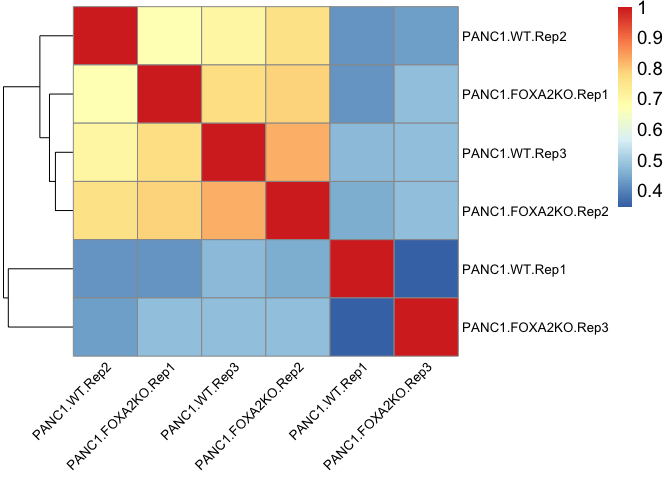 1
0.9
0.8
0.7
0.6
0.5
0.4
PANC1.WT.Rep2
PANC1.FOXA2KO.Rep1
PANC1.WT.Rep3
PANC1.FOXA2KO.Rep2
PANC1.WT.Rep1
PANC1.FOXA2KO.Rep3
PANC1.WT.Rep2
PANC1.FOXA2KO.Rep1
PANC1.WT.Rep3
PANC1.FOXA2KO.Rep2
PANC1.WT.Rep1
PANC1.FOXA2KO.Rep3